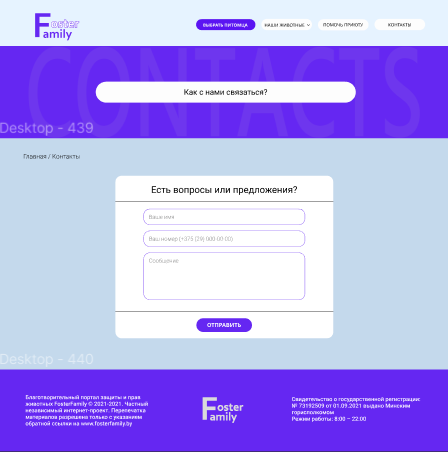 Foster
Family
ВЫБРАТЬ ПИТОМЦА
НАШИ ЖИВОТНЫЕ
ПОМОЧЬ ПРИЮТУ
КОНТАКТЫ
CONTACTS
Как с нами связаться?
Desktop - 439
Главная / Контакты
Есть вопросы или предложения?
Ваше имя
Ваш номер (+375 (29) 000 00 00)
Сообщение
ОТПРАВИТЬ
Desktop - 440
Благотворительный портал защиты и прав
животных FosterFamily © 2021-2021. Частный
независимый интернет-проект. Перепечатка
материалов разрешена только с указанием
обратной ссылки на www.fosterfamily.by
Foster
Family
Свидетельство о государственной регистрации:
№ 73192509 от 01.09.2021 выдано Минским
горисполкомом
Режим работы: 8:00 – 22:00